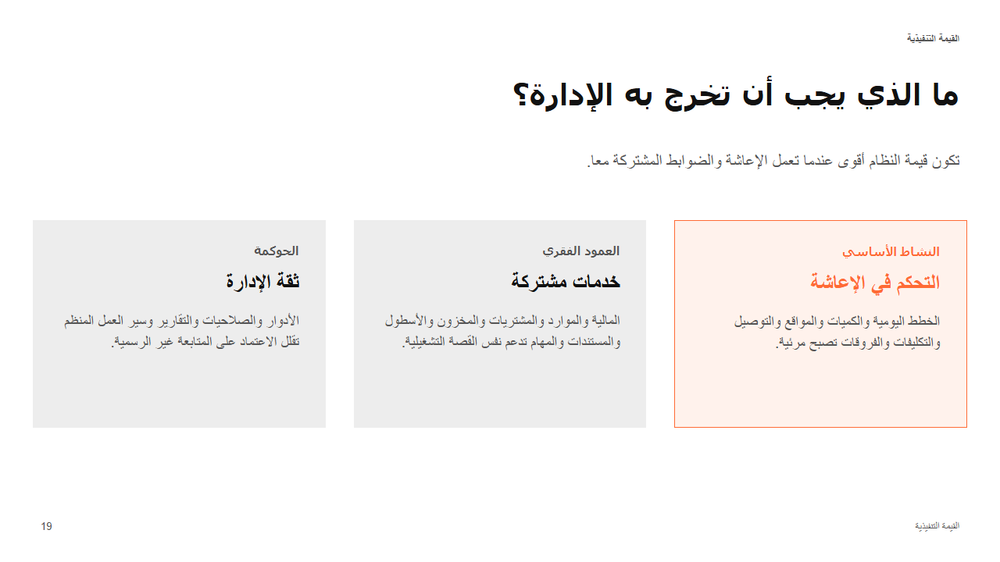 القيمة التنفيذية
ما الذي يجب أن تخرج به الإدارة؟
تكون قيمة النظام أقوى عندما تعمل الإعاشة والضوابط المشتركة معا.
النشاط الأساسي
التحكم في الإعاشة
الخطط اليومية والكميات والمواقع والتوصيل
والتكليفات والفروقات تصبح مرئية.
العمود الفقري
خدمات مشتركة
المالية والموارد والمشتريات والمخزون والأسطول
والمستندات والمهام تدعم نفس القصة التشغيلية.
الحوكمة
ثقة الإدارة
الأدوار والصلاحيات والتقارير وسير العمل المنظم
تقلل الاعتماد على المتابعة غير الرسمية.
القيمة التنفيذية
19